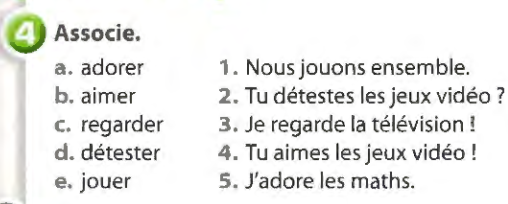 4 Associe.
a. adorer 1. Nous jouons ensemble.
b. aimer 2. Tu détestes les jeux vidéo ?
c. regarder 3. Je regarde la télévision !
d. détester 4. Tu aimes les jeux vidéo !
e. jouer 5. J'adore les maths.